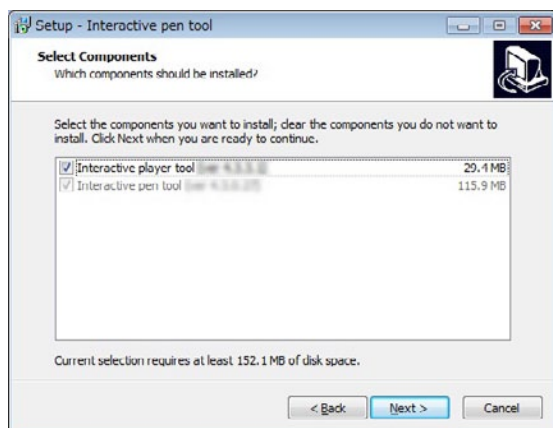 Setup - Interactive pen tool
Select Components
Which components should be installed?
Select the components you want to install; clear the components you do not want to
install. Click Next when you are ready to continue.
Interactive player tool 29.4 MB
Interactive pen tool 115.9 MB
Current selection requires at least 152.1 MB of disk space.
< Back Next > Cancel